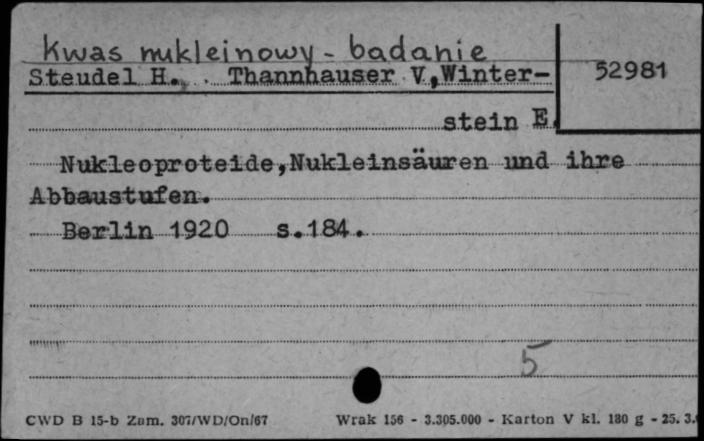 Kwas nukleinowy - badanie
Steudel H., Thannhauser V, Winter-
52981
stein E.
Nukleoproteide, Nukleinsäuren und ihre
Abbaustufen.
Berlin 1920 s.184.
5
CWD B 15-b Zam. 307/WD/On/67 Wrak 156 - 3.305.000 - Karton V kl. 180 g - 25. 3.